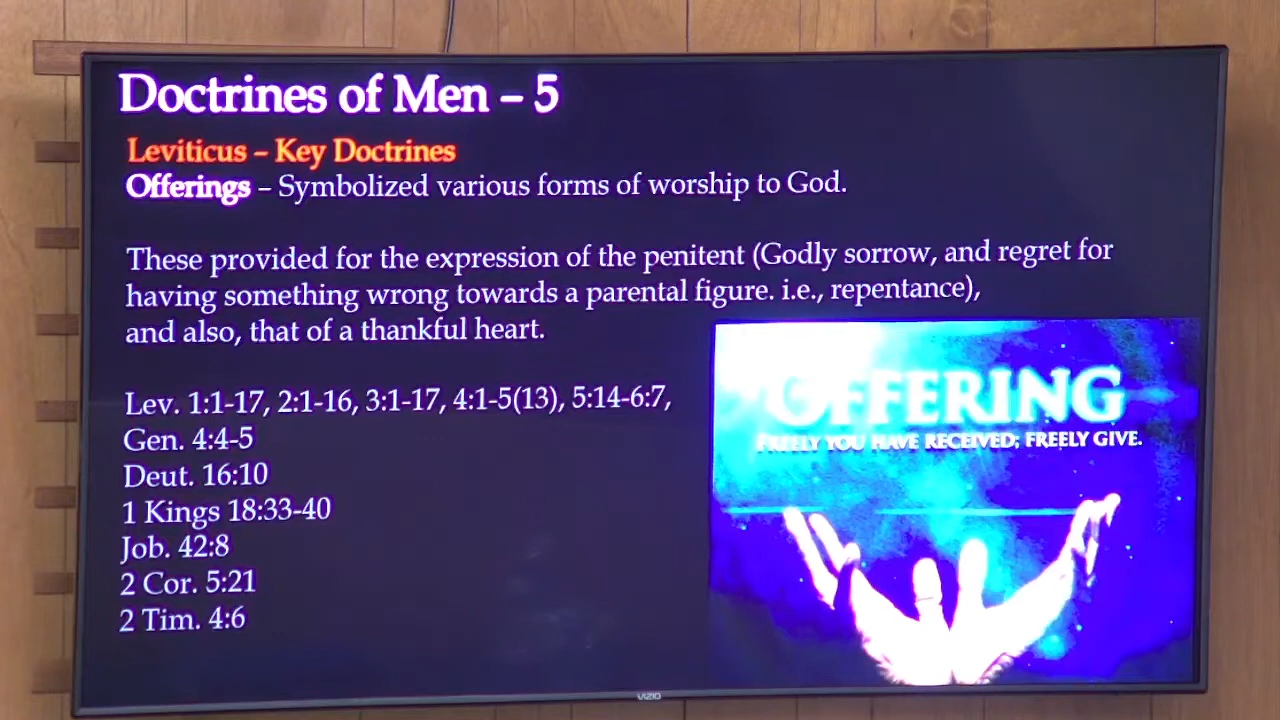 Doctrines of Men – 5
Leviticus – Key Doctrines
Offerings – Symbolized various forms of worship to God.
These provided for the expression of the penitent (Godly sorrow, and regret for
having something wrong towards a parental figure. i.e., repentance),
and also, that of a thankful heart.
Lev. 1:1-17, 2:1-16, 3:1-17, 4:1-5(13), 5:14-6:7,
Gen. 4:4-5
Deut. 16:10
1 Kings 18:33-40
Job. 42:8
2 Cor. 5:21
2 Tim. 4:6
OFFERING
FREELY YOU HAVE RECEIVED; FREELY GIVE.
VIZIO